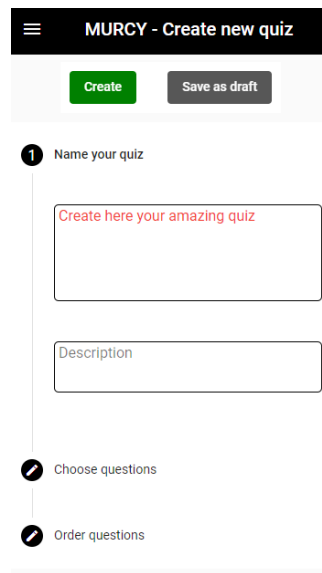 MURCY - Create new quiz
Create Save as draft
1 Name your quiz
Create here your amazing quiz
Description
Choose questions
Order questions